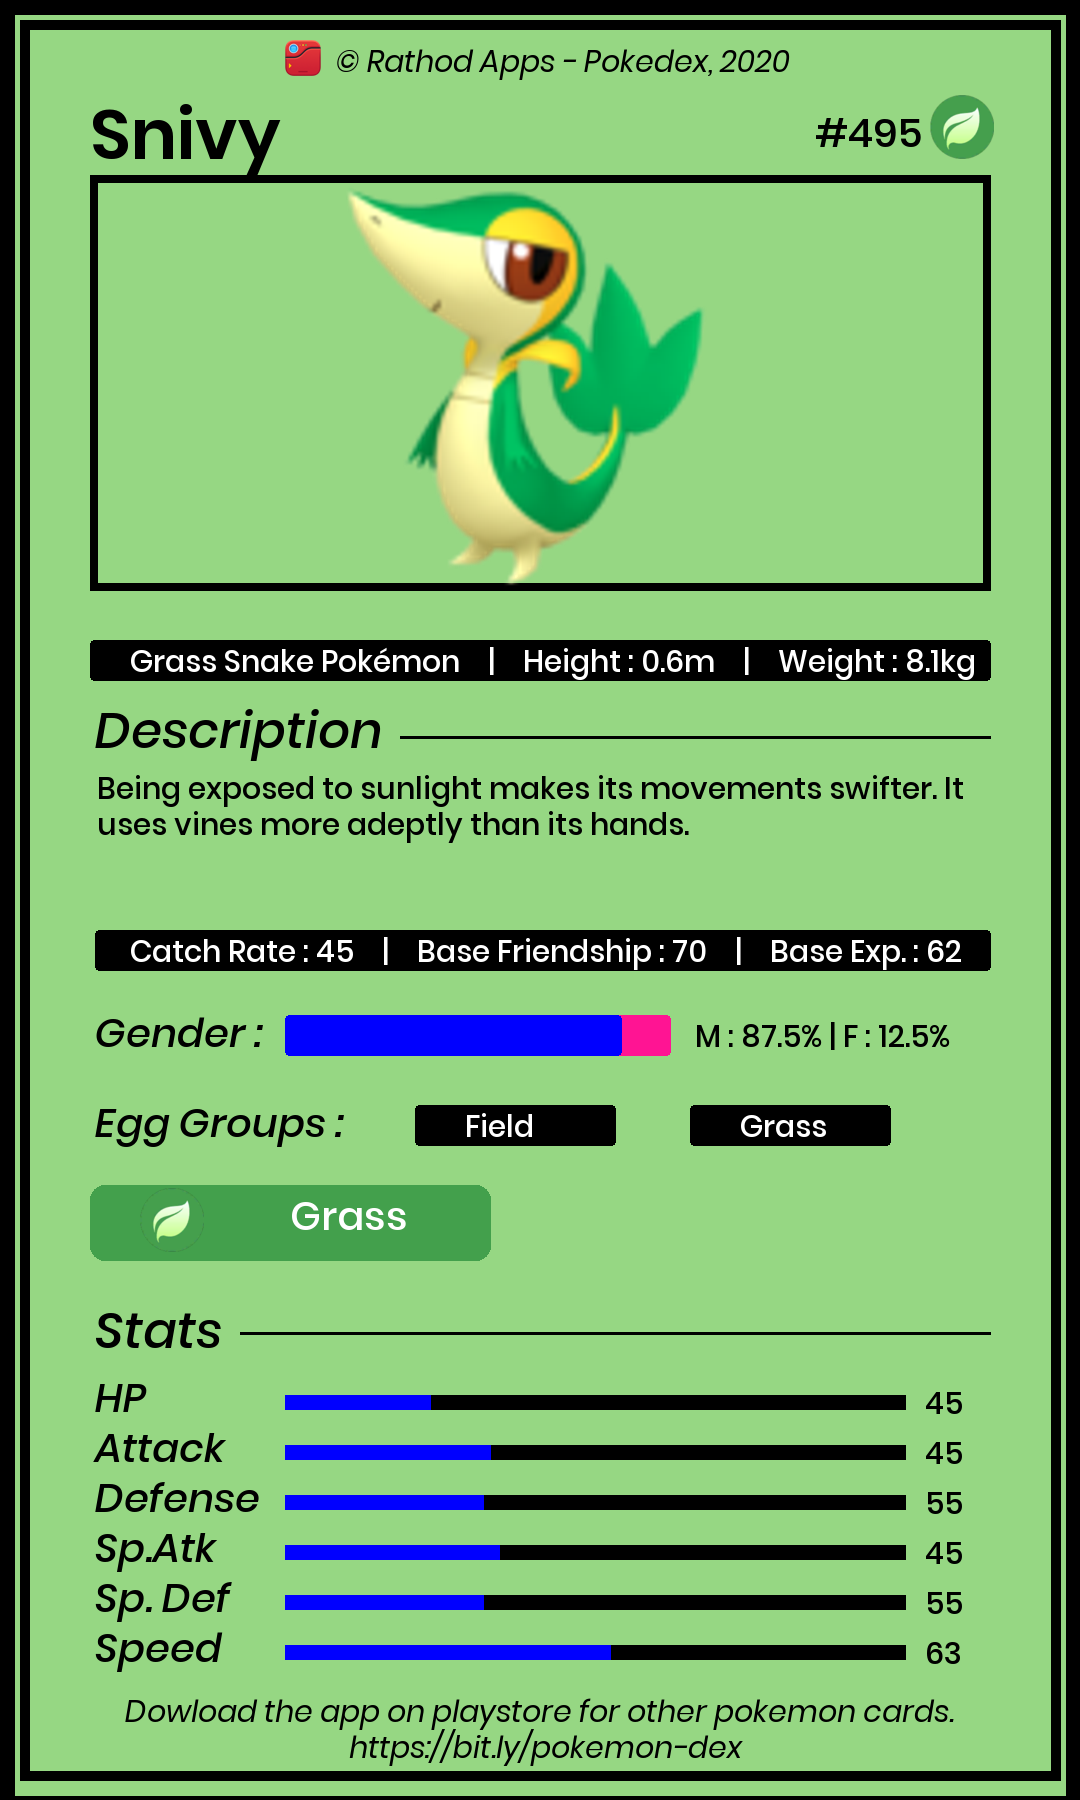 © Rathod Apps - Pokedex, 2020
Snivy #495
Grass Snake Pokémon | Height : 0.6m | Weight : 8.1kg
Description
Being exposed to sunlight makes its movements swifter. It
uses vines more adeptly than its hands.
Catch Rate : 45 | Base Friendship : 70 | Base Exp. : 62
Gender : M : 87.5% | F : 12.5%
Egg Groups : Field Grass
Grass
Stats
HP 45
Attack 45
Defense 55
Sp.Atk 45
Sp. Def 55
Speed 63
Dowload the app on playstore for other pokemon cards.
https://bit.ly/pokemon-dex